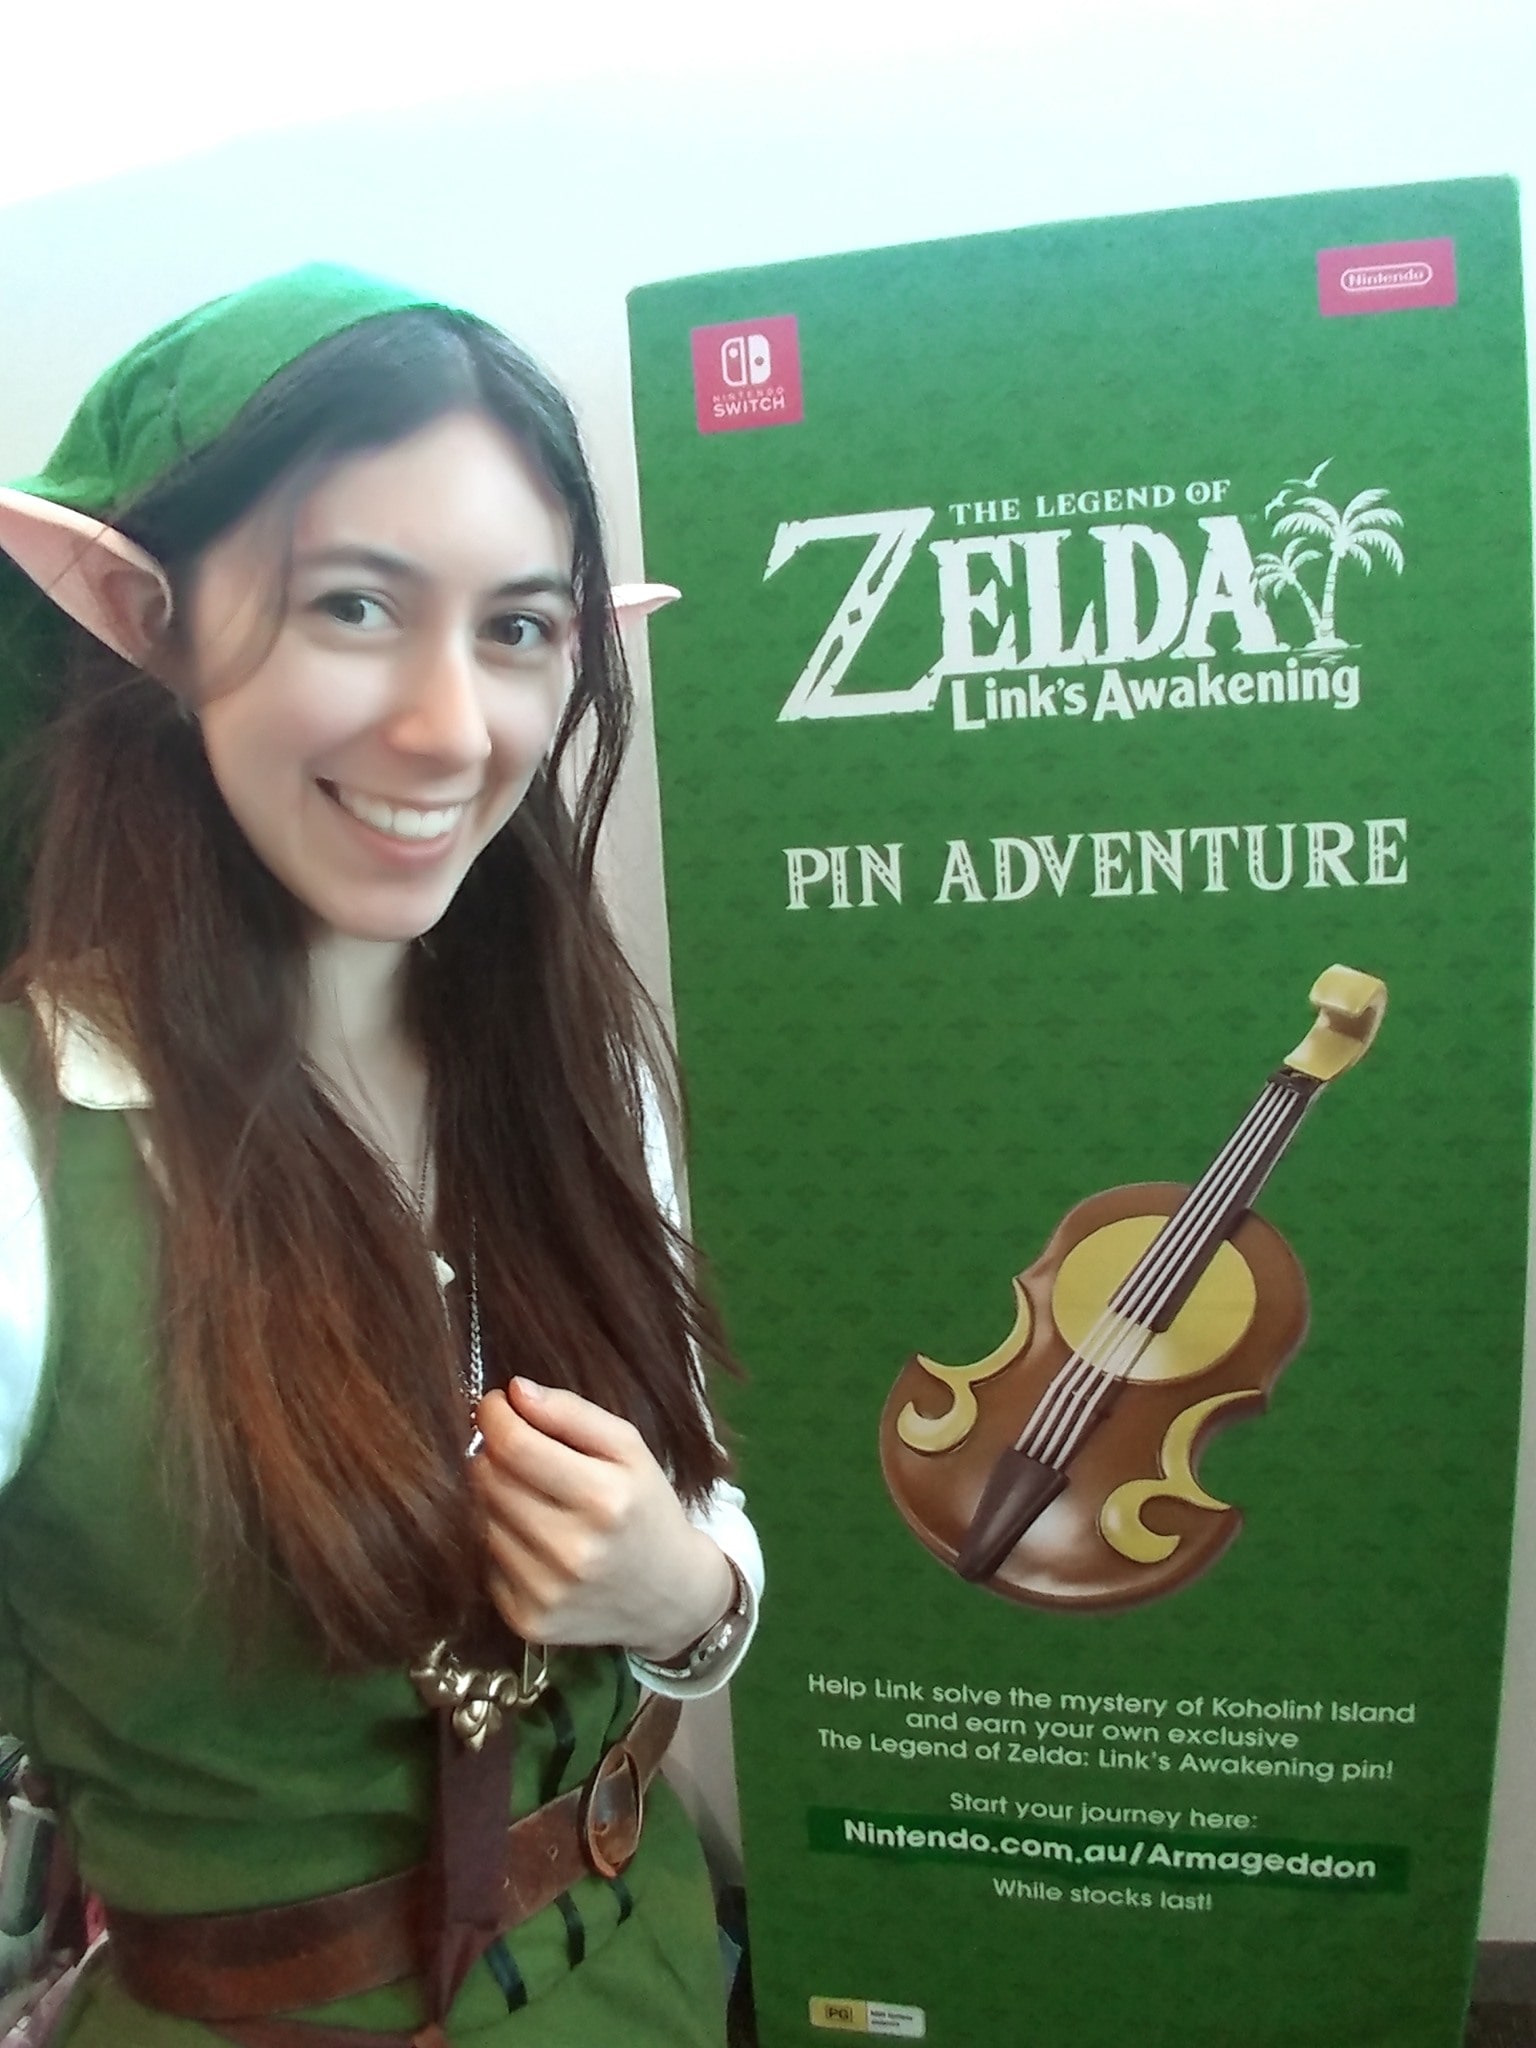 Nintendo
NINTENDO
SWITCH
THE LEGEND OF
ZELDA
Link's Awakening
PIN ADVENTURE
Help Link solve the mystery of Koholint Island
and earn your own exclusive
The Legend of Zelda: Link's Awakening pin!
Start your journey here:
Nintendo.com.au/Armageddon
While stocks last!
PG